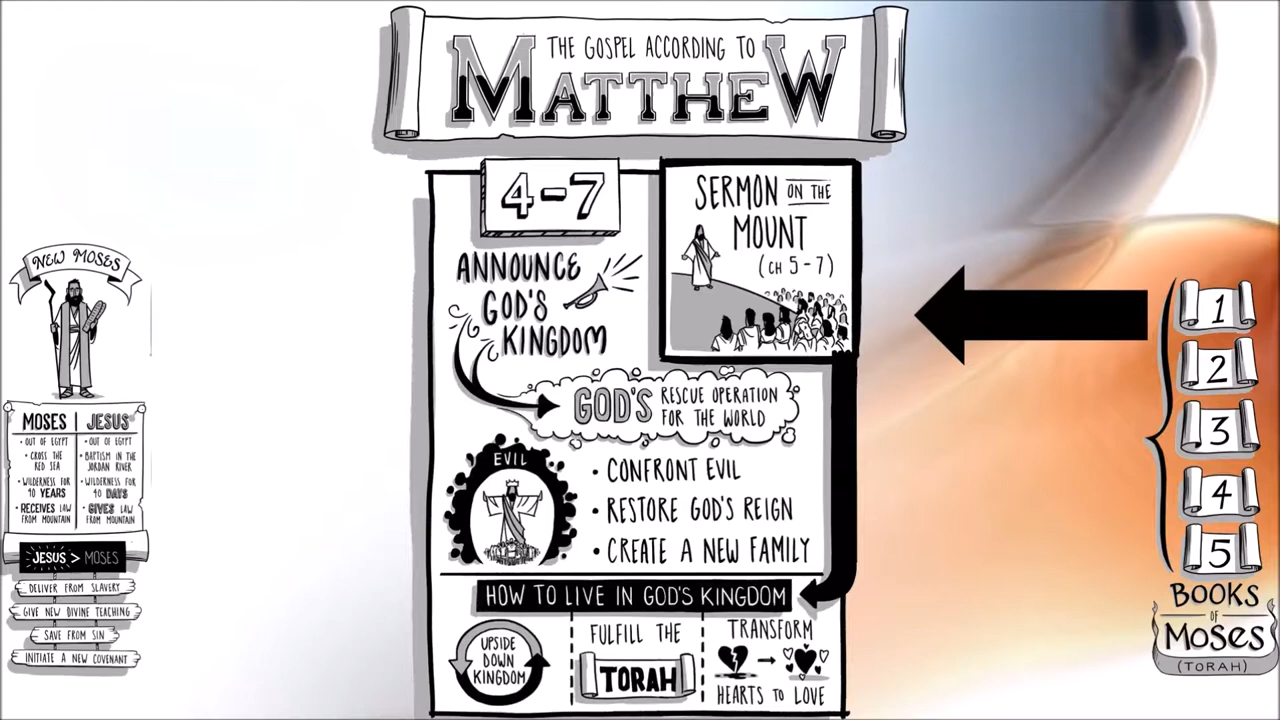 THE GOSPEL ACCORDING TO
MATTHEW
4-7
ANNOUNCE
GOD'S
KINGDOM
SERMON ON THE
MOUNT
(CH 5-7)
GOD'S RESCUE OPERATION
FOR THE WORLD
EVIL
• CONFRONT EVIL
• RESTORE GOD'S REIGN
• CREATE A NEW FAMILY
HOW TO LIVE IN GOD'S KINGDOM
UPSIDE
DOWN
KINGDOM
FULFILL THE
TORAH
TRANSFORM
HEARTS TO LOVE
NEW MOSES
MOSES
• OUT OF EGYPT
• CROSS THE
RED SEA
• WILDERNESS FOR
40 YEARS
• RECEIVES LAW
FROM MOUNTAIN
JESUS
• OUT OF EGYPT
• BAPTISM IN THE
JORDAN RIVER
• WILDERNESS FOR
40 DAYS
• GIVES LAW
FROM MOUNTAIN
JESUS > MOSES
DELIVER FROM SLAVERY
GIVE NEW DIVINE TEACHING
SAVE FROM SIN
INITIATE A NEW COVENANT
1
2
3
4
5
BOOKS
OF
MOSES
(TORAH)